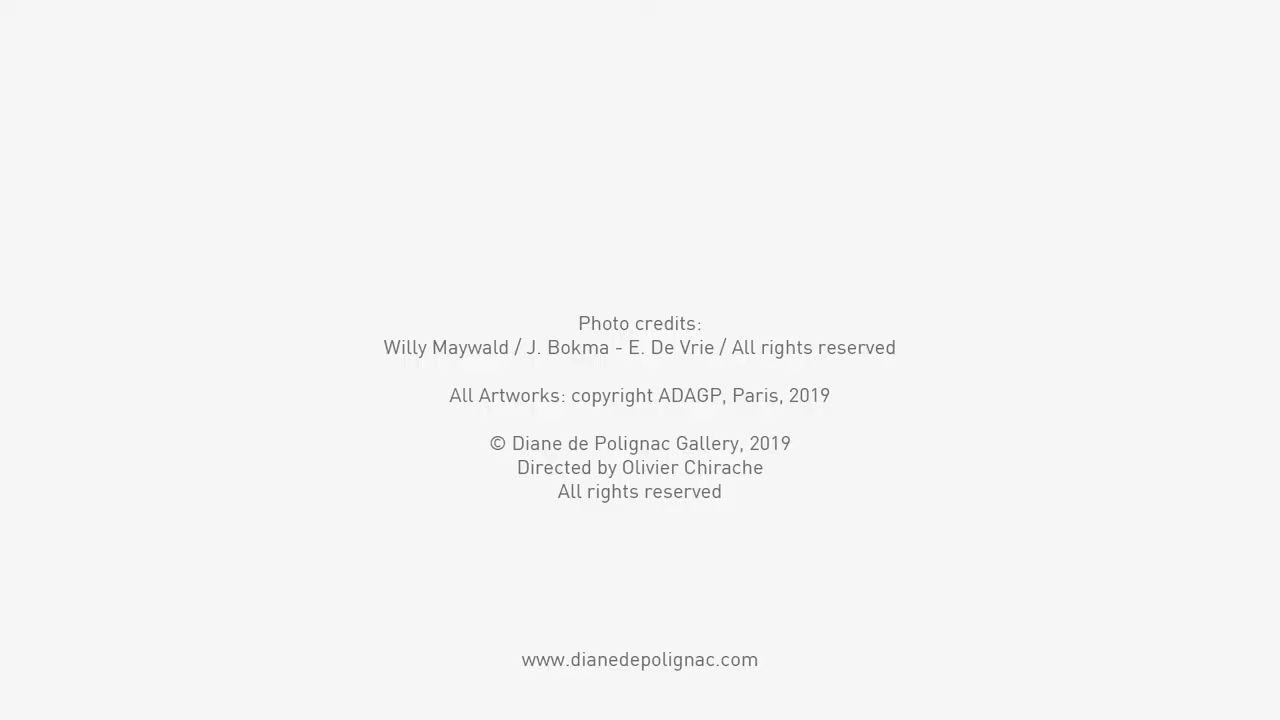 Photo credits:
Willy Maywald / J. Bokma - E. De Vrie / All rights reserved
All Artworks: copyright ADAGP, Paris, 2019
© Diane de Polignac Gallery, 2019
Directed by Olivier Chirache
All rights reserved
www.dianedepolignac.com